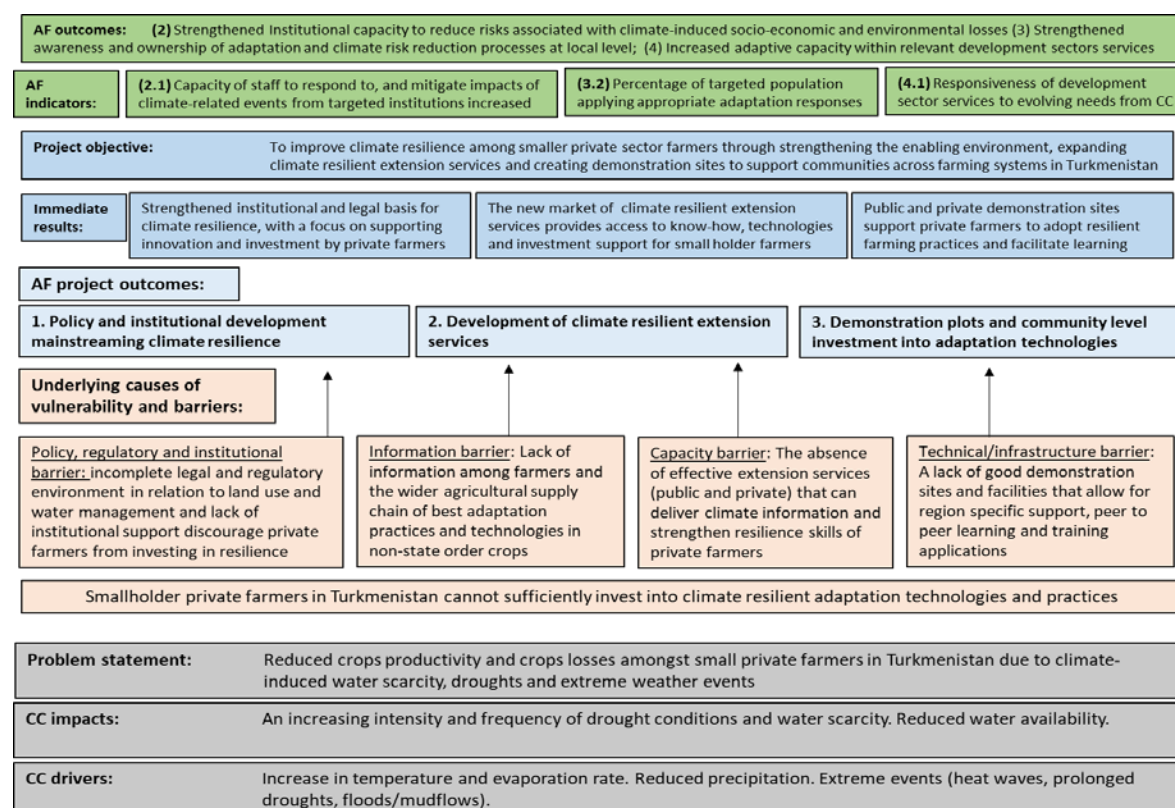 AF outcomes: (2) Strengthened Institutional capacity to reduce risks associated with climate-induced socio-economic and environmental losses (3) Strengthened
awareness and ownership of adaptation and climate risk reduction processes at local level; (4) Increased adaptive capacity within relevant development sectors services
AF
indicators:
(2.1) Capacity of staff to respond to, and mitigate impacts of
climate-related events from targeted institutions increased
(3.2) Percentage of targeted population
applying appropriate adaptation responses
(4.1) Responsiveness of development
sector services to evolving needs from CC
Project objective:
To improve climate resilience among smaller private sector farmers through strengthening the enabling environment, expanding
climate resilient extension services and creating demonstration sites to support communities across farming systems in Turkmenistan
Immediate
results:
Strengthened institutional and legal basis for
climate resilience, with a focus on supporting
innovation and investment by private farmers
The new market of climate resilient extension
services provides access to know-how, technologies
and investment support for small holder farmers
Public and private demonstration sites
support private farmers to adopt resilient
farming practices and facilitate learning
AF project outcomes:
1. Policy and institutional development
mainstreaming climate resilience
2. Development of climate resilient extension
services
3. Demonstration plots and community level
investment into adaptation technologies
Underlying causes of
vulnerability and barriers:
Policy, regulatory and institutional
barrier: incomplete legal and regulatory
environment in relation to land use and
water management and lack of
institutional support discourage private
farmers from investing in resilience
Information barrier: Lack of
information among farmers and
the wider agricultural supply
chain of best adaptation
practices and technologies in
non-state order crops
Capacity barrier: The absence
of effective extension services
(public and private) that can
deliver climate information and
strengthen resilience skills of
private farmers
Technical/infrastructure barrier:
A lack of good demonstration
sites and facilities that allow for
region specific support, peer to
peer learning and training
applications
Smallholder private farmers in Turkmenistan cannot sufficiently invest into climate resilient adaptation technologies and practices
Problem statement:
Reduced crops productivity and crops losses amongst small private farmers in Turkmenistan due to climate-
induced water scarcity, droughts and extreme weather events
CC impacts:
An increasing intensity and frequency of drought conditions and water scarcity. Reduced water availability.
CC drivers:
Increase in temperature and evaporation rate. Reduced precipitation. Extreme events (heat waves, prolonged
droughts, floods/mudflows).